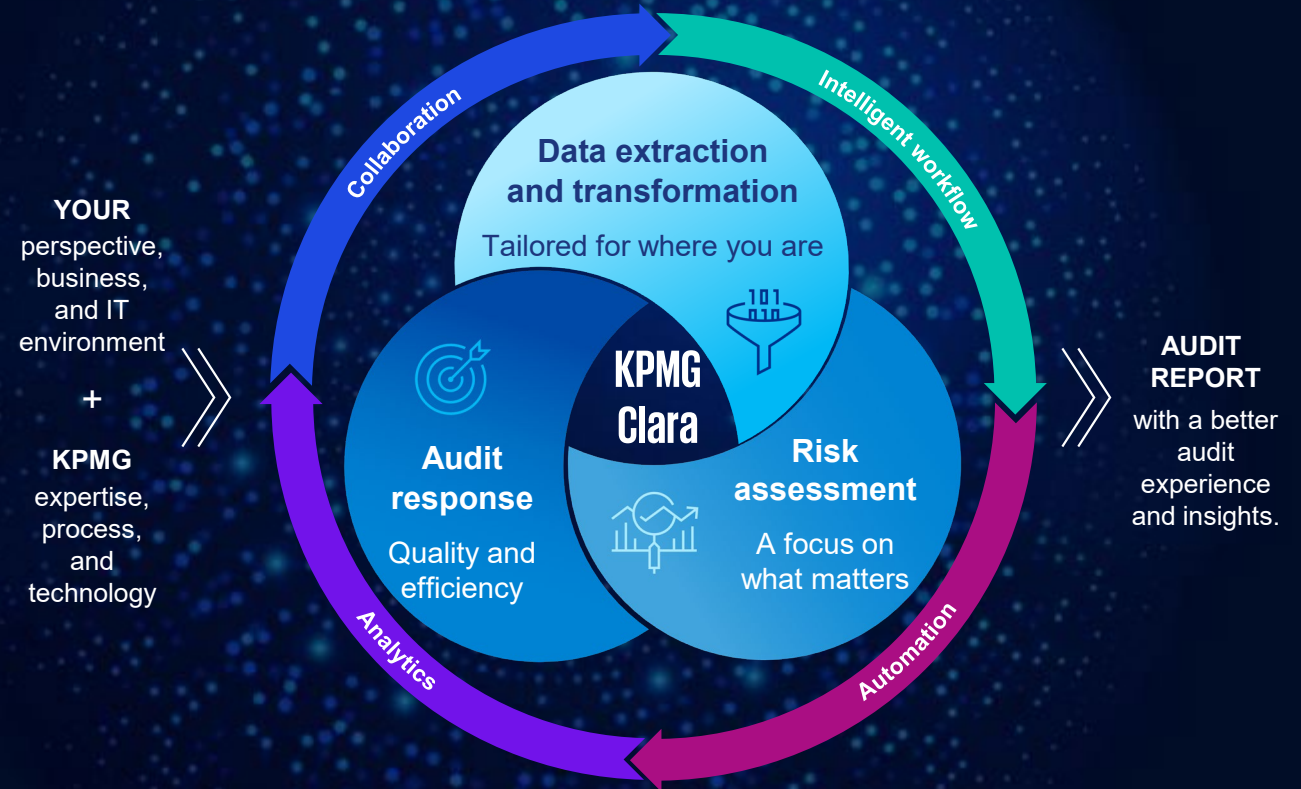 YOUR
perspective,
business,
and IT
environment
+
KPMG
expertise,
process,
and
technology
Collaboration
Intelligent workflow
Automation
Analytics
Data extraction
and transformation
Tailored for where you are
101
010
KPMG
Clara
Audit
response
Quality and
efficiency
Risk
assessment
A focus on
what matters
AUDIT
REPORT
with a better
audit
experience
and insights.